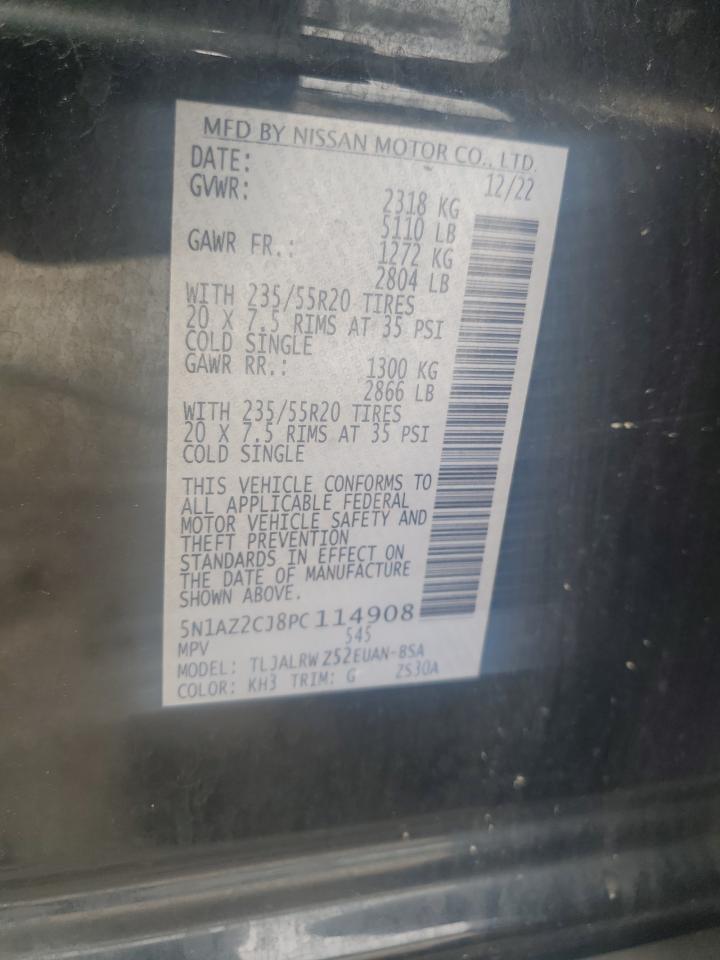 MFD BY NISSAN MOTOR CO., LTD.
DATE: 12/22
GVWR: 2318 KG
5110 LB
GAWR FR.: 1272 KG
2804 LB
WITH 235/55R20 TIRES
20 X 7.5 RIMS AT 35 PSI
COLD SINGLE
GAWR RR.: 1300 KG
2866 LB
WITH 235/55R20 TIRES
20 X 7.5 RIMS AT 35 PSI
COLD SINGLE
THIS VEHICLE CONFORMS TO
ALL APPLICABLE FEDERAL
MOTOR VEHICLE SAFETY AND
THEFT PREVENTION
STANDARDS IN EFFECT ON
THE DATE OF MANUFACTURE
SHOWN ABOVE.
5N1AZ2CJ8PC114908
MPV 545
MODEL: TLJALRW Z52EUAN-BSA
COLOR: KH3 TRIM: G ZS30A